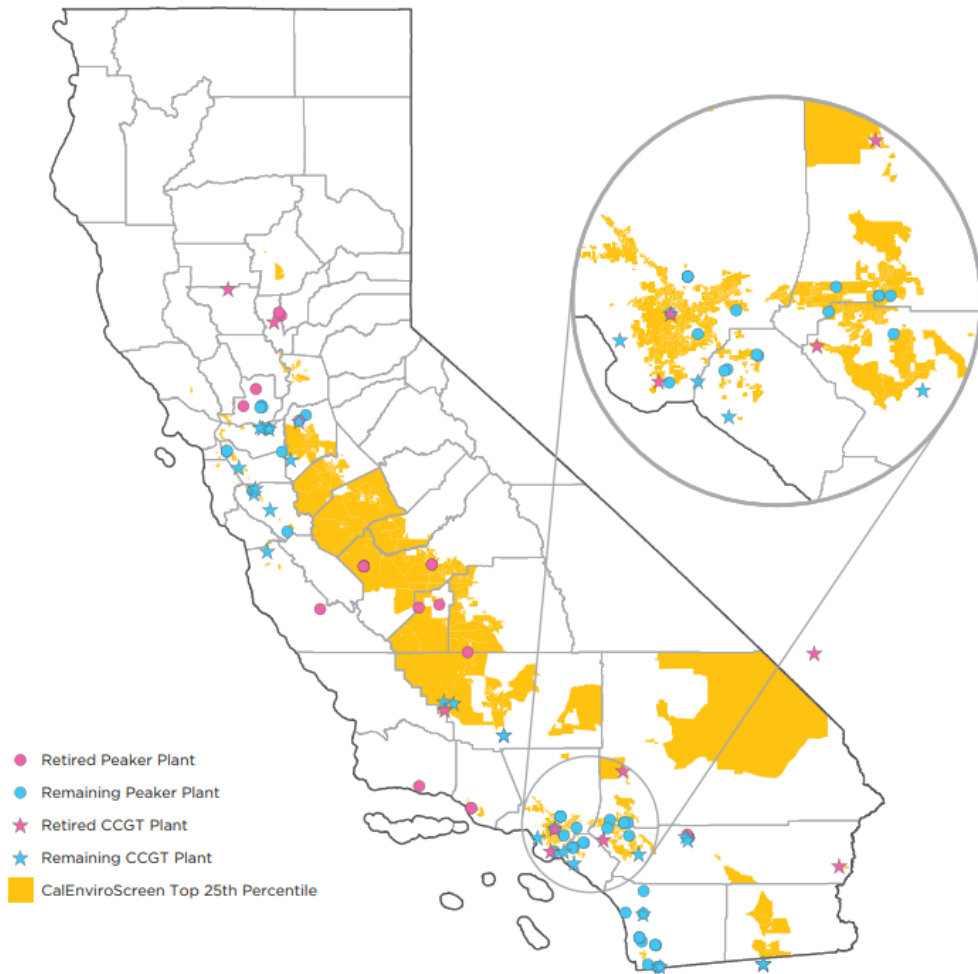 Retired Peaker Plant
Remaining Peaker Plant
Retired CCGT Plant
Remaining CCGT Plant
CalEnviroScreen Top 25th Percentile